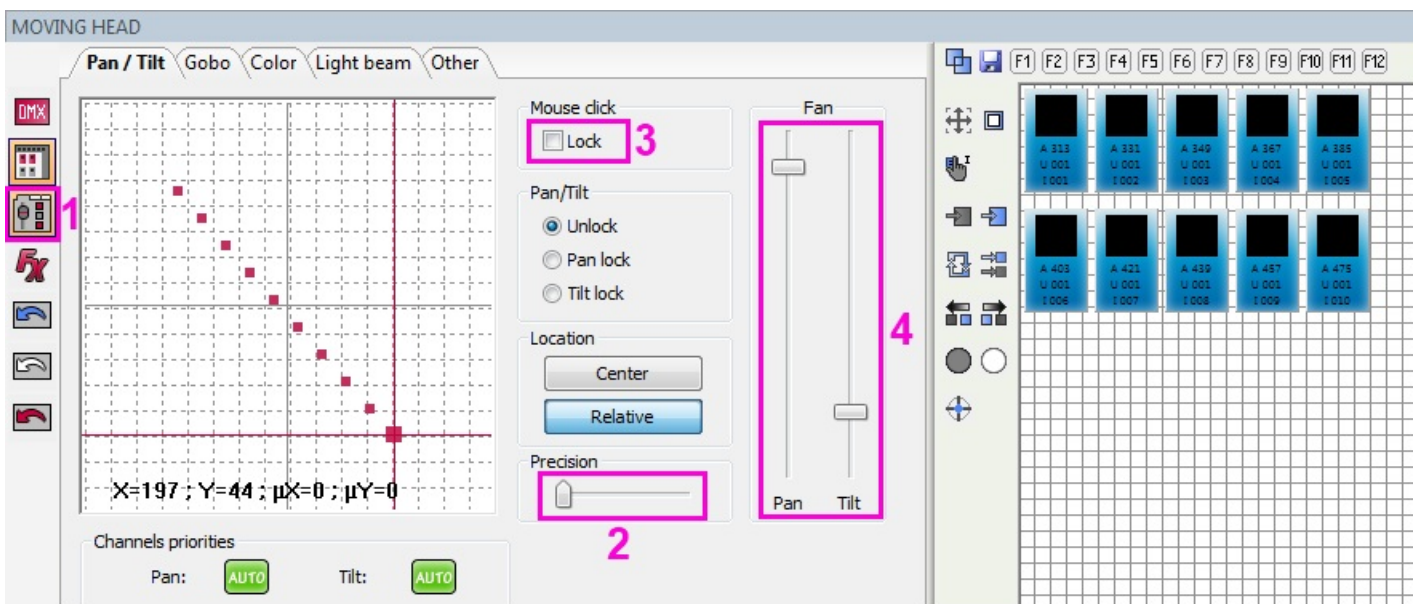 MOVING HEAD
Pan / Tilt Gobo Color Light beam Other
F1 F2 F3 F4 F5 F6 F7 F8 F9 F10 F11 F12
DMX
1
FX
X=197 ; Y=44 ; µX=0 ; µY=0
Channels priorities
Pan: AUTO Tilt: AUTO
Mouse click
Lock 3
Pan/Tilt
Unlock
Pan lock
Tilt lock
Location
Center
Relative
Precision
2
Fan
4
Pan Tilt
A 313 A 331 A 349 A 367 A 385
U 001 U 001 U 001 U 001 U 001
I 001 I 002 I 003 I 004 I 005
A 403 A 421 A 439 A 457 A 475
U 001 U 001 U 001 U 001 U 001
I 006 I 007 I 008 I 009 I 010